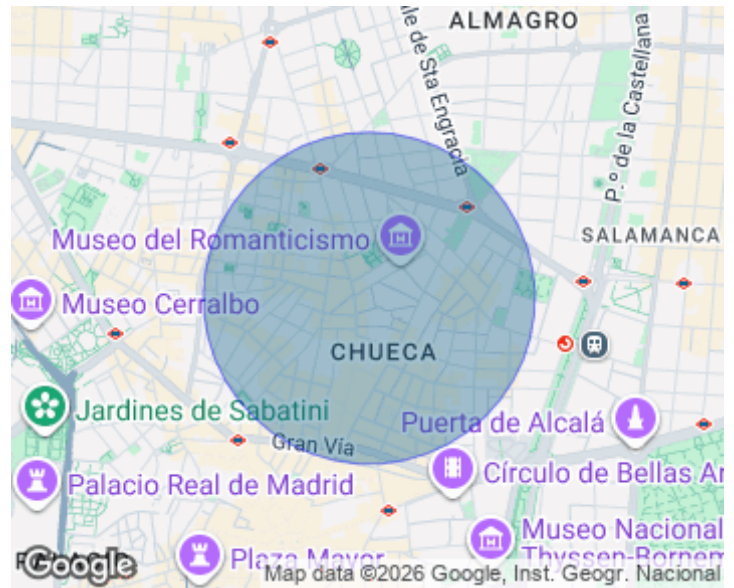 ALMAGRO
le de Sta Engracia
P.º de la Castellana
Museo del Romanticismo
SALAMANCA
Museo Cerralbo
CHUECA
Jardines de Sabatini
Puerta de Alcalá
Gran Vía
Círculo de Bellas Ar
Palacio Real de Madrid
Museo Nacional
Thyssen-Bornem
Plaza Mayor
Google
Map data ©2026 Google, Inst. Geogr. Nacional